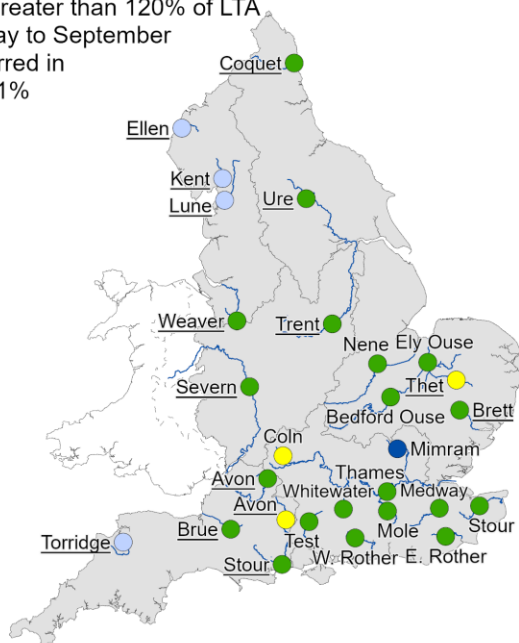 reater than 120% of LTA
ay to September
rred in
1%
Coquet
Ellen
Kent
Lune
Ure
Weaver
Trent
Nene
Ely Ouse
Severn
Thet
Bedford Ouse
Brett
Coln
Mimram
Avon
Thames
Whitewater
Medway
Avon
Torridge
Brue
Test
Mole
Stour
Stour
W. Rother
E. Rother